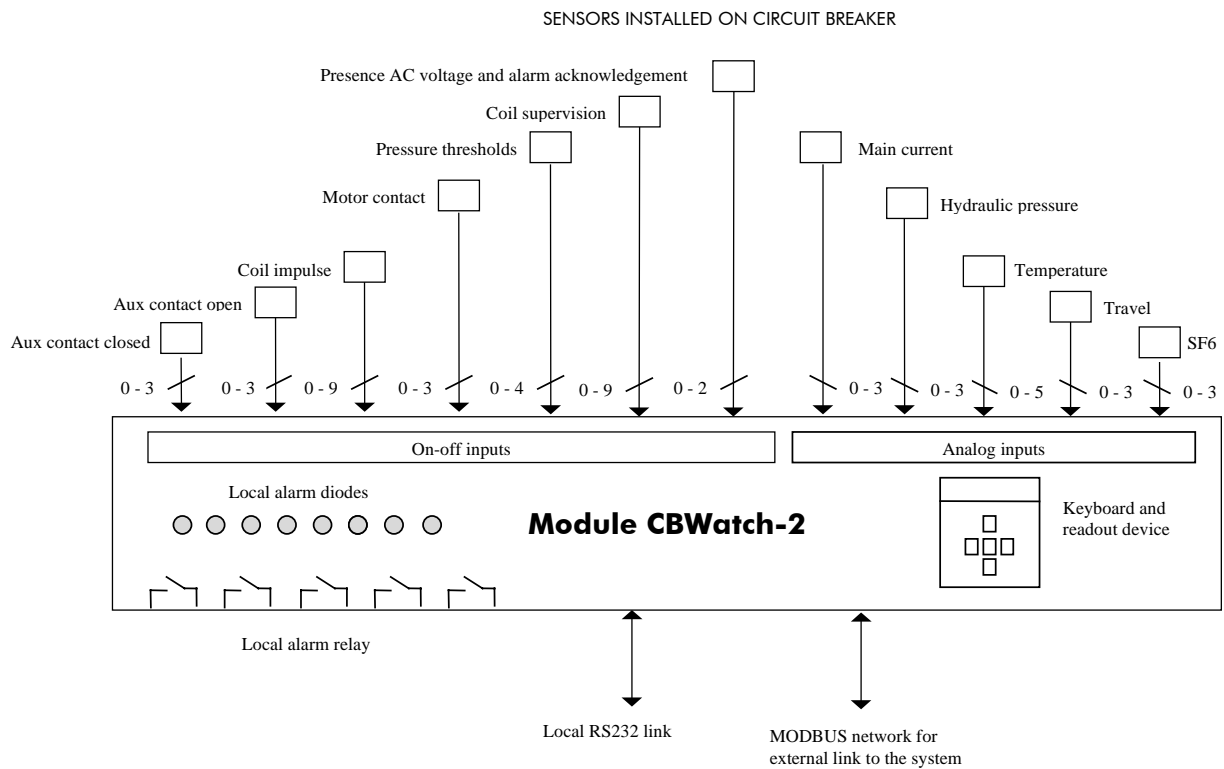 SENSORS INSTALLED ON CIRCUIT BREAKER
Presence AC voltage and alarm acknowledgement
Coil supervision
Pressure thresholds
Main current
Motor contact
Hydraulic pressure
Coil impulse
Temperature
Aux contact open
Travel
Aux contact closed
SF6
0 - 3
0 - 3
0 - 9
0 - 3
0 - 4
0 - 9
0 - 2
0 - 3
0 - 3
0 - 5
0 - 3
0 - 3
On-off inputs
Analog inputs
Local alarm diodes
Module CBWatch-2
Keyboard and
readout device
Local alarm relay
Local RS232 link
MODBUS network for
external link to the system